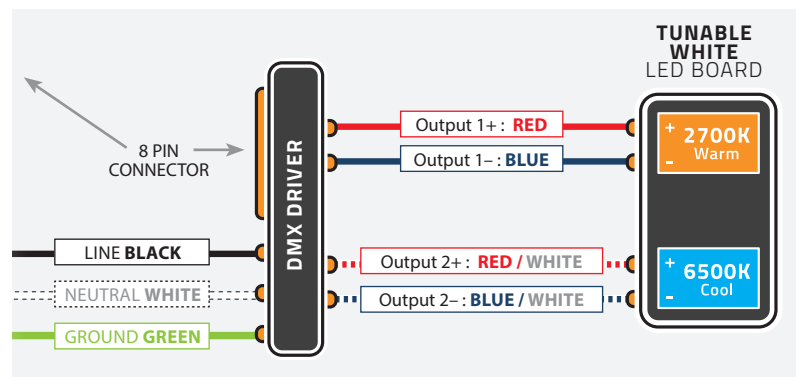 TUNABLE
WHITE
LED BOARD
8 PIN
CONNECTOR
DMX DRIVER
Output 1+ : RED
Output 1– : BLUE
+ 2700K
- Warm
LINE BLACK
NEUTRAL WHITE
GROUND GREEN
Output 2+ : RED / WHITE
Output 2– : BLUE / WHITE
+ 6500K
- Cool